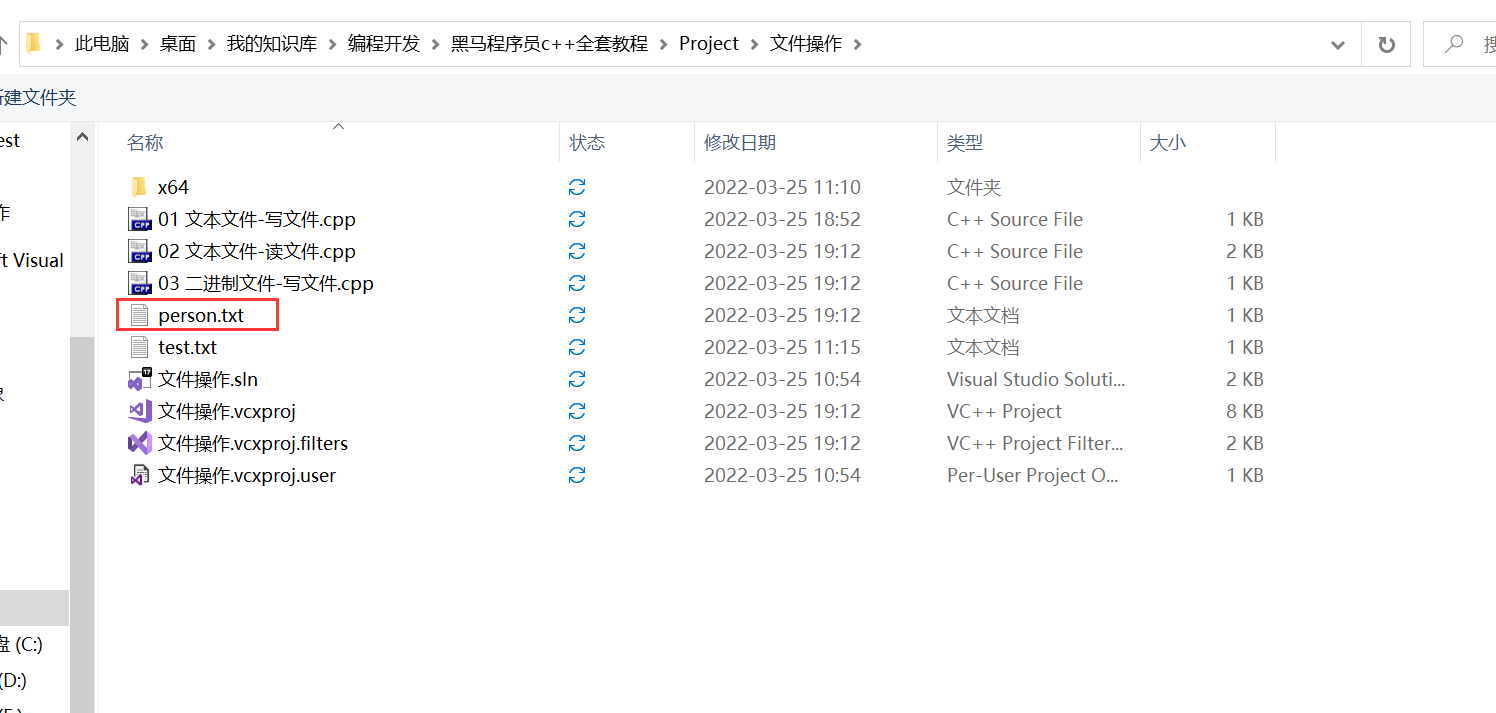 此电脑 桌面 我的知识库 编程开发 黑马程序员c++全套教程 Project 文件操作
新建文件夹
名称 状态 修改日期 类型 大小
x64 2022-03-25 11:10 文件夹
01 文本文件-写文件.cpp 2022-03-25 18:52 C++ Source File 1 KB
02 文本文件-读文件.cpp 2022-03-25 19:12 C++ Source File 2 KB
03 二进制文件-写文件.cpp 2022-03-25 19:12 C++ Source File 1 KB
person.txt 2022-03-25 19:12 文本文档 1 KB
test.txt 2022-03-25 11:15 文本文档 1 KB
文件操作.sln 2022-03-25 10:54 Visual Studio Soluti... 2 KB
文件操作.vcxproj 2022-03-25 19:12 VC++ Project 8 KB
文件操作.vcxproj.filters 2022-03-25 19:12 VC++ Project Filter... 2 KB
文件操作.vcxproj.user 2022-03-25 10:54 Per-User Project O... 1 KB
est
作
ft Visual
盘 (C:)
(D:)